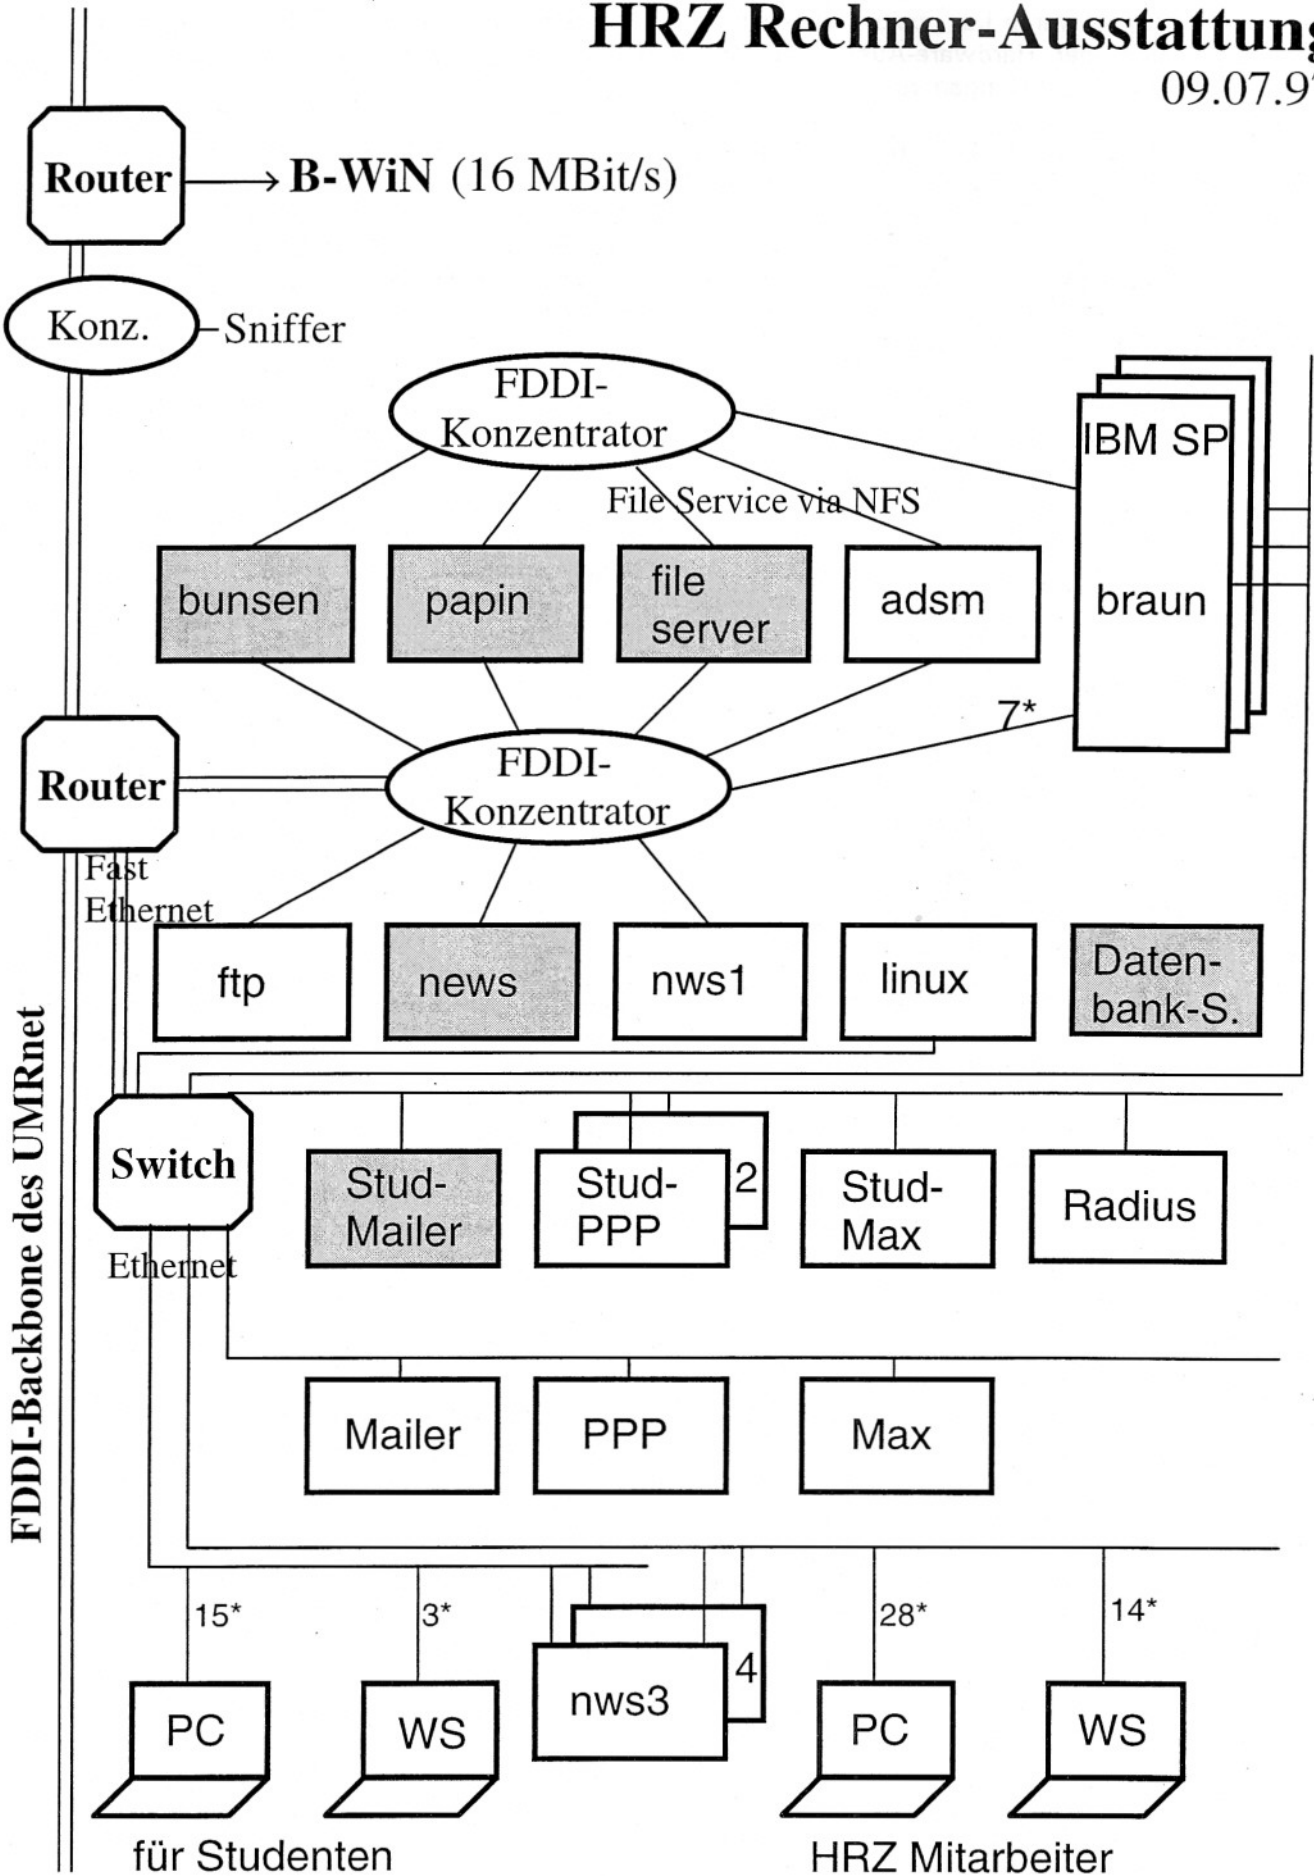 HRZ Rechner-Ausstattung
09.07.9
Router
B-WiN (16 MBit/s)
Konz.
Sniffer
FDDI-
Konzentrator
IBM SP
File Service via NFS
bunsen
papin
file
server
adsm
braun
7*
Router
FDDI-
Konzentrator
Fast
Ethernet
ftp
news
nws1
linux
Daten-
bank-S.
FDDI-Backbone des UMRnet
Switch
Stud-
Mailer
Stud-
PPP
2
Stud-
Max
Radius
Ethernet
Mailer
PPP
Max
15*
3*
28*
14*
nws3
4
PC
WS
PC
WS
für Studenten
HRZ Mitarbeiter